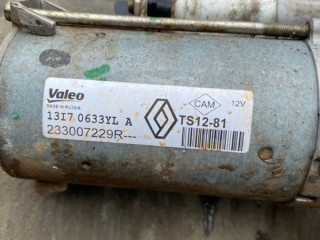 Valeo
MADE IN RUSSIA
CAM
12V
13I7 0633YL A
TS12-81
233007229R---